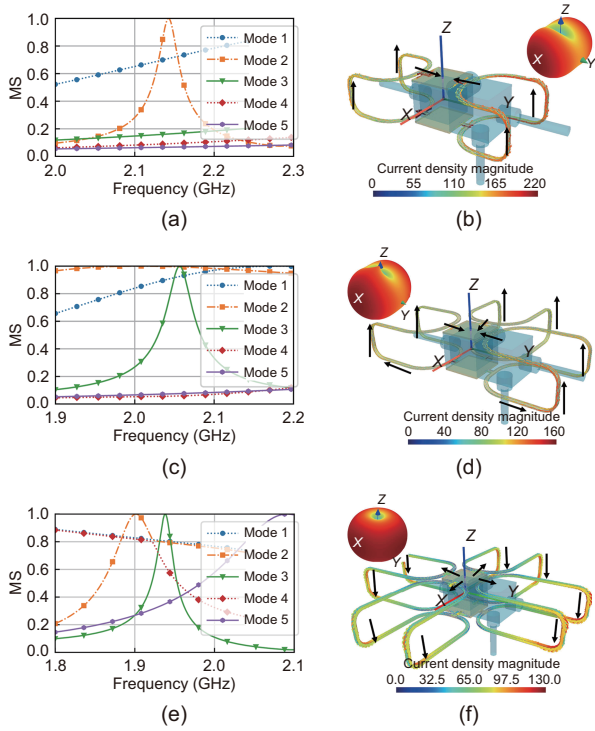 1.0
0.8
0.6
0.4
0.2
0.0
MS
2.0 2.1 2.2 2.3
Frequency (GHz)
Mode 1
Mode 2
Mode 3
Mode 4
Mode 5
(a)
Z
X
Y
Z
X
Y
Current density magnitude
0 55 110 165 220
(b)
1.0
0.8
0.6
0.4
0.2
0.0
MS
1.9 2.0 2.1 2.2
Frequency (GHz)
Mode 1
Mode 2
Mode 3
Mode 4
Mode 5
(c)
Z
X
Y
Z
X
Y
Current density magnitude
0 40 80 120 160
(d)
1.0
0.8
0.6
0.4
0.2
0.0
MS
1.8 1.9 2.0 2.1
Frequency (GHz)
Mode 1
Mode 2
Mode 3
Mode 4
Mode 5
(e)
Z
X
Y
Z
X
Y
Current density magnitude
0.0 32.5 65.0 97.5 130.0
(f)